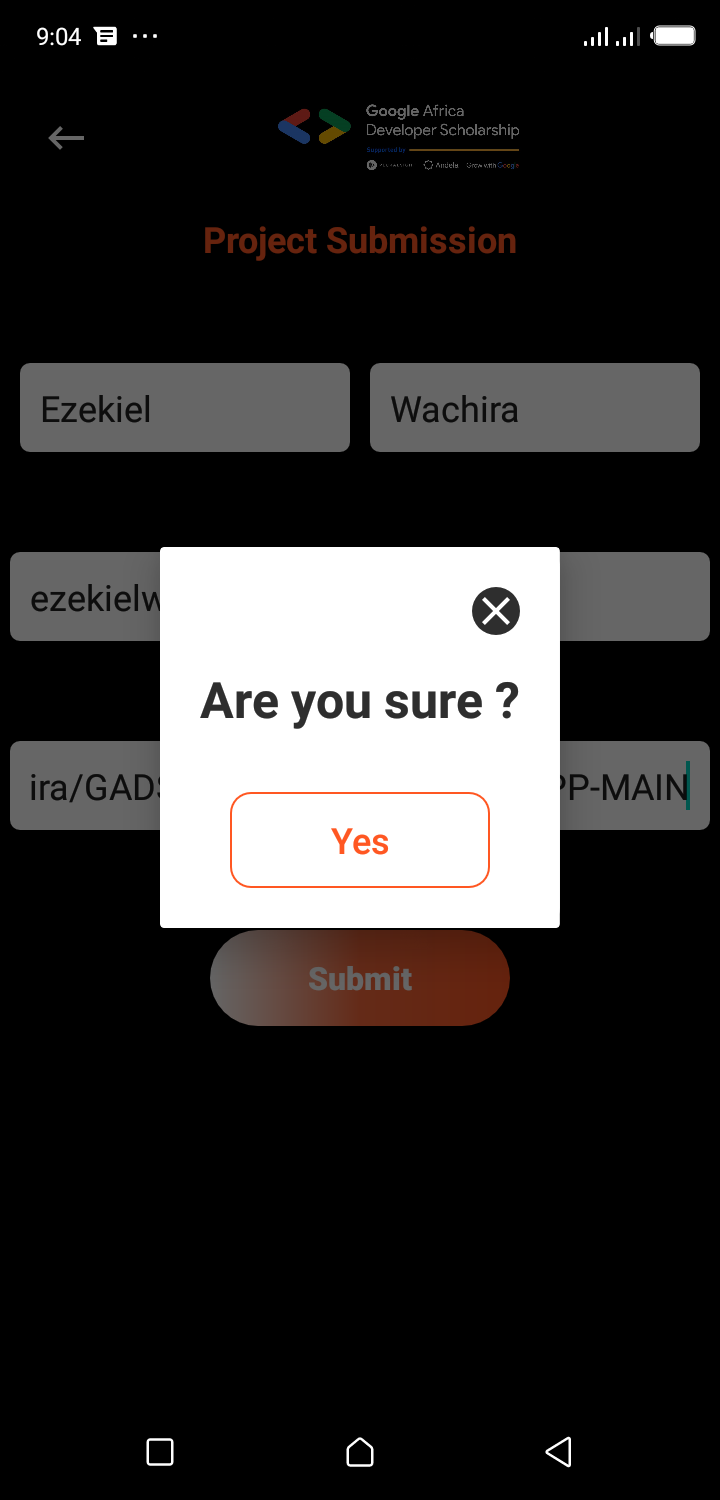 9:04
Google Africa
Developer Scholarship
Supported by
Andela Grow with Google
Project Submission
Ezekiel Wachira
ezekielw
Are you sure ?
ira/GADS PP-MAIN
Yes
Submit